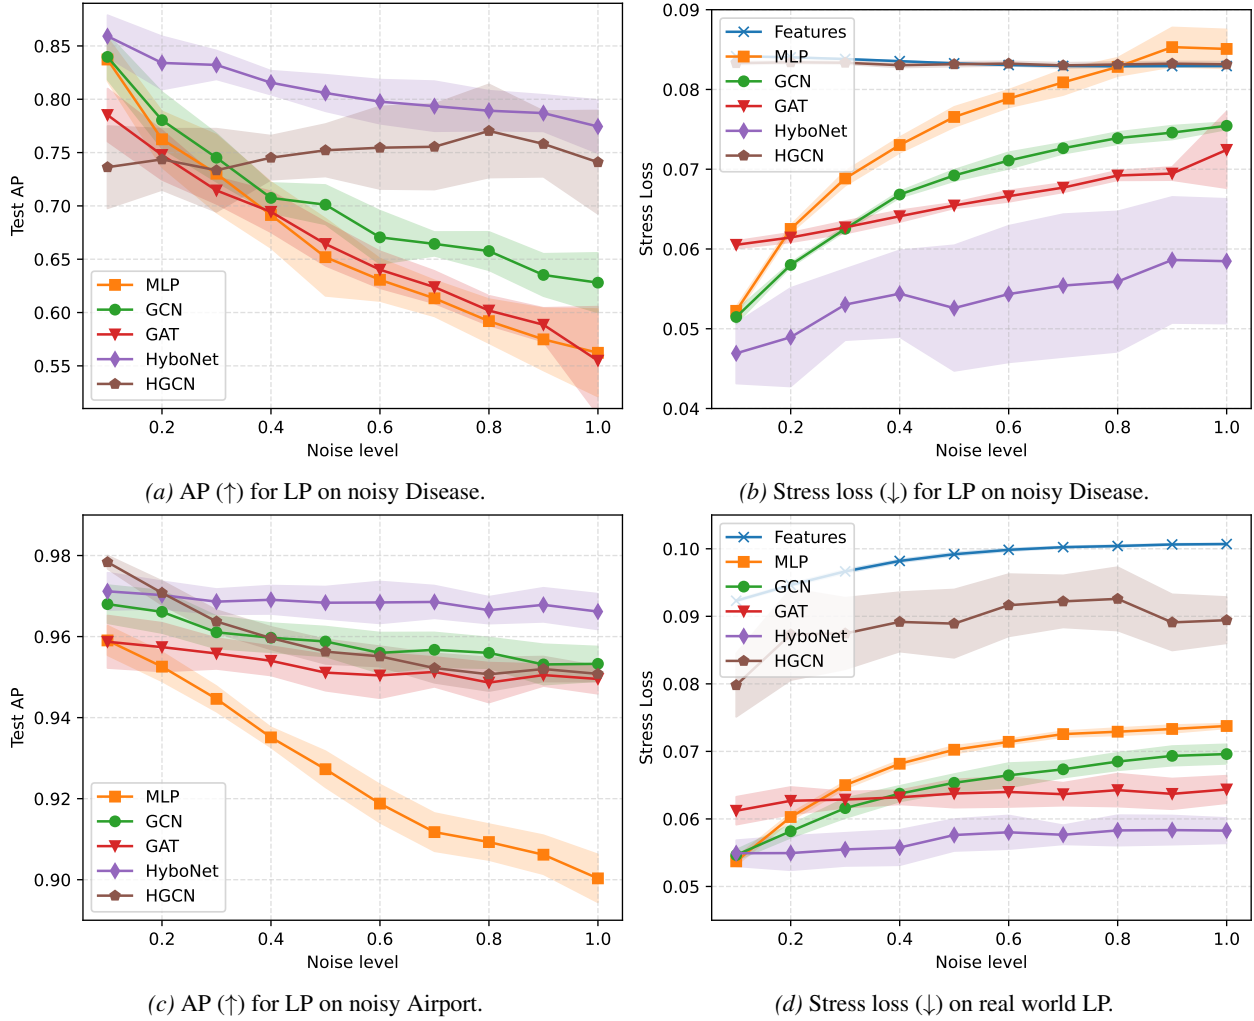 0.85
0.80
0.75
0.70
0.65
0.60
0.55
Test AP
MLP
GCN
GAT
HyboNet
HGCN
0.2 0.4 0.6 0.8 1.0
Noise level
(a) AP (↑) for LP on noisy Disease.
0.09
0.08
0.07
0.06
0.05
0.04
Stress Loss
Features
MLP
GCN
GAT
HyboNet
HGCN
0.2 0.4 0.6 0.8 1.0
Noise level
(b) Stress loss (↓) for LP on noisy Disease.
0.98
0.96
0.94
0.92
0.90
Test AP
MLP
GCN
GAT
HyboNet
HGCN
0.2 0.4 0.6 0.8 1.0
Noise level
(c) AP (↑) for LP on noisy Airport.
0.10
0.09
0.08
0.07
0.06
0.05
Stress Loss
Features
MLP
GCN
GAT
HyboNet
HGCN
0.2 0.4 0.6 0.8 1.0
Noise level
(d) Stress loss (↓) on real world LP.